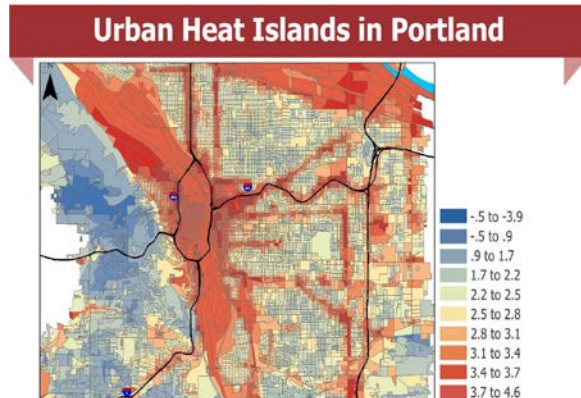 Urban Heat Islands in Portland
N
-.5 to -3.9
-.5 to .9
.9 to 1.7
1.7 to 2.2
2.2 to 2.5
2.5 to 2.8
2.8 to 3.1
3.1 to 3.4
3.4 to 3.7
3.7 to 4.6